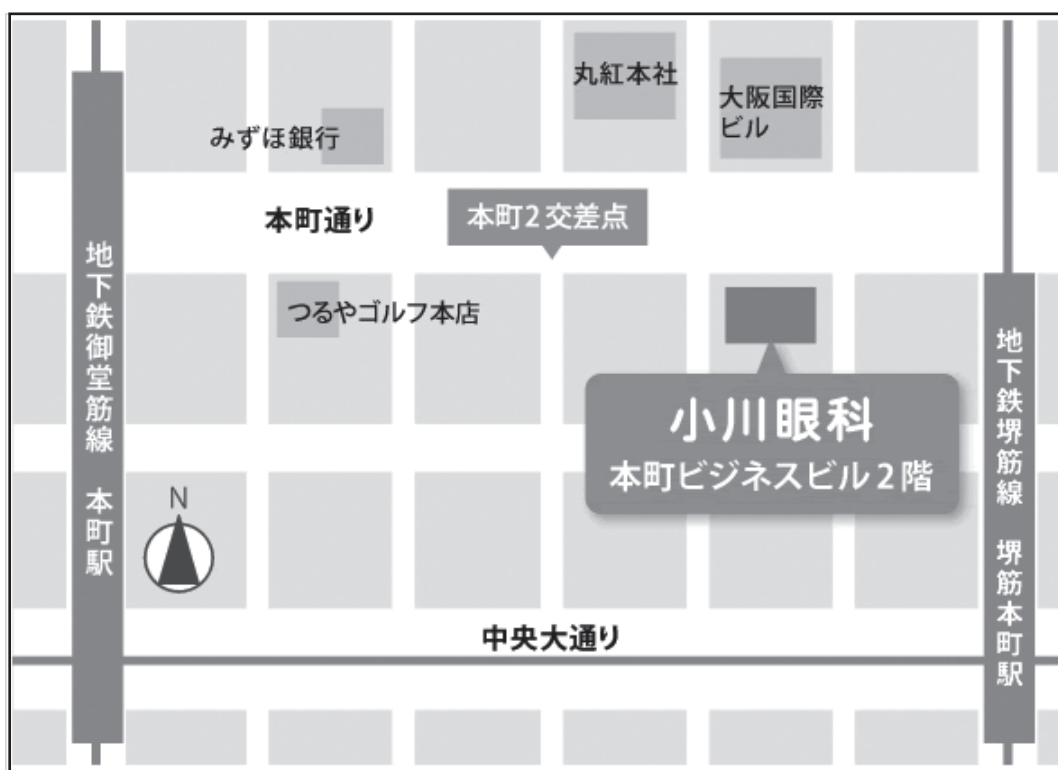 丸紅本社
大阪国際
ビル
みずほ銀行
本町通り
本町2交差点
つるやゴルフ本店
小川眼科
本町ビジネスビル2階
地下鉄御堂筋線 本町駅
地下鉄堺筋線 堺筋本町駅
N
中央大通り